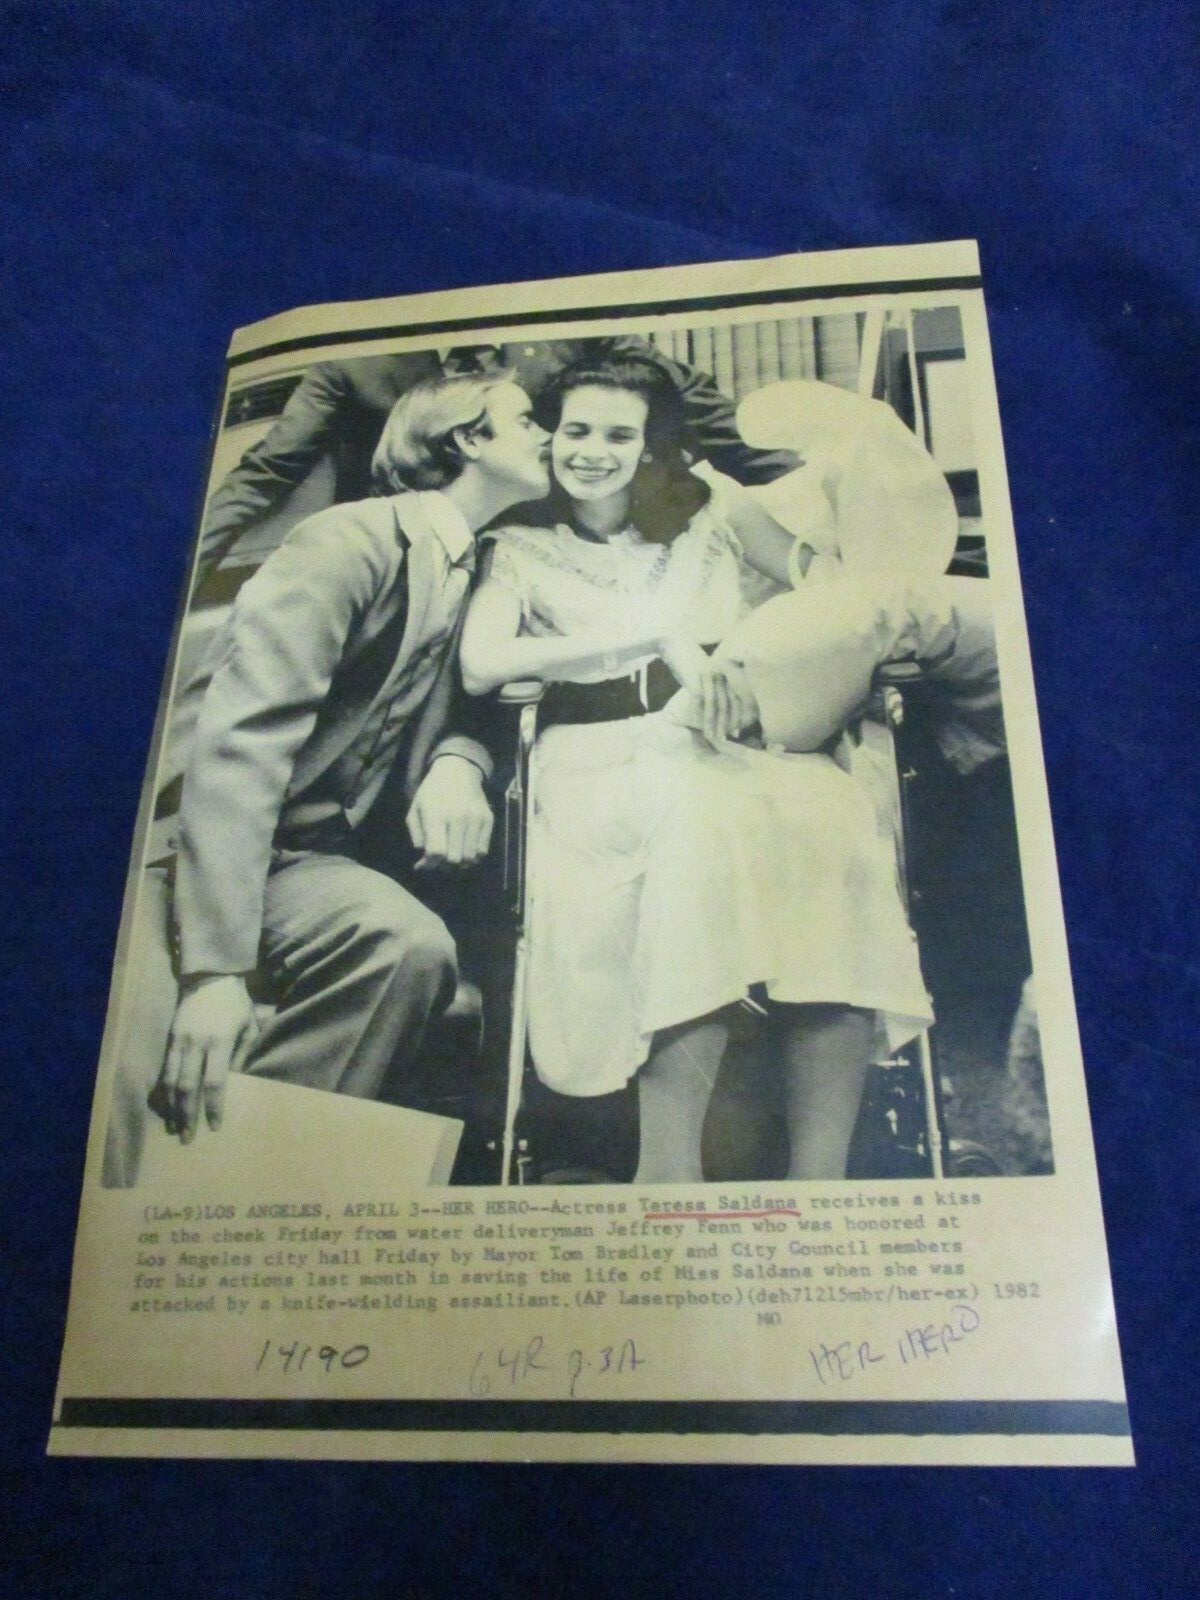 (LA-9)LOS ANGELES, APRIL 3--HER HERO--Actress Teresa Saldana receives a kiss
on the cheek Friday from water deliveryman Jeffrey Fenn who was honored at
Los Angeles city hall Friday by Mayor Tom Bradley and City Council members
for his actions last month in saving the life of Miss Saldana when she was
attacked by a knife-wielding assailiant.(AP Laserphoto)(deh71215mbr/her-ex) 1982
MO
14190 64R p.3A HER HERO